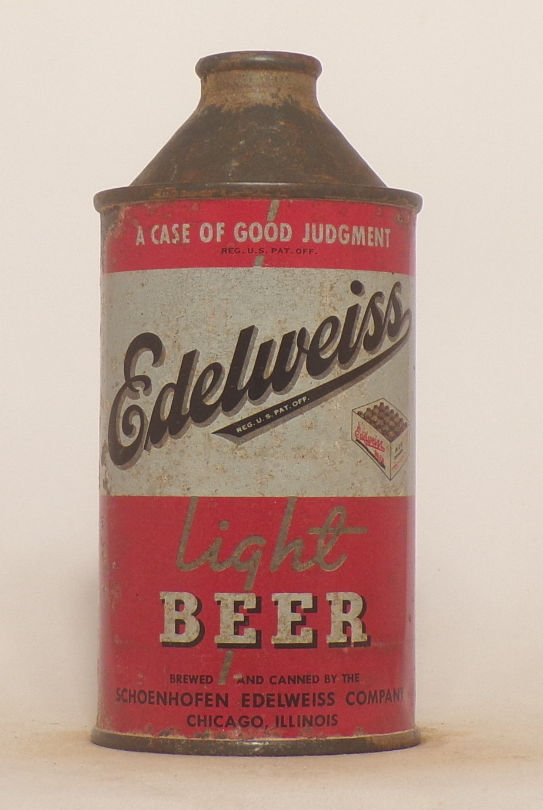 A CASE OF GOOD JUDGMENT
REG. U.S. PAT. OFF.
Edelweiss
REG. U.S. PAT. OFF.
Edelweiss
light
BEER
BREWED AND CANNED BY THE
SCHOENHOFEN EDELWEISS COMPANY
CHICAGO, ILLINOIS